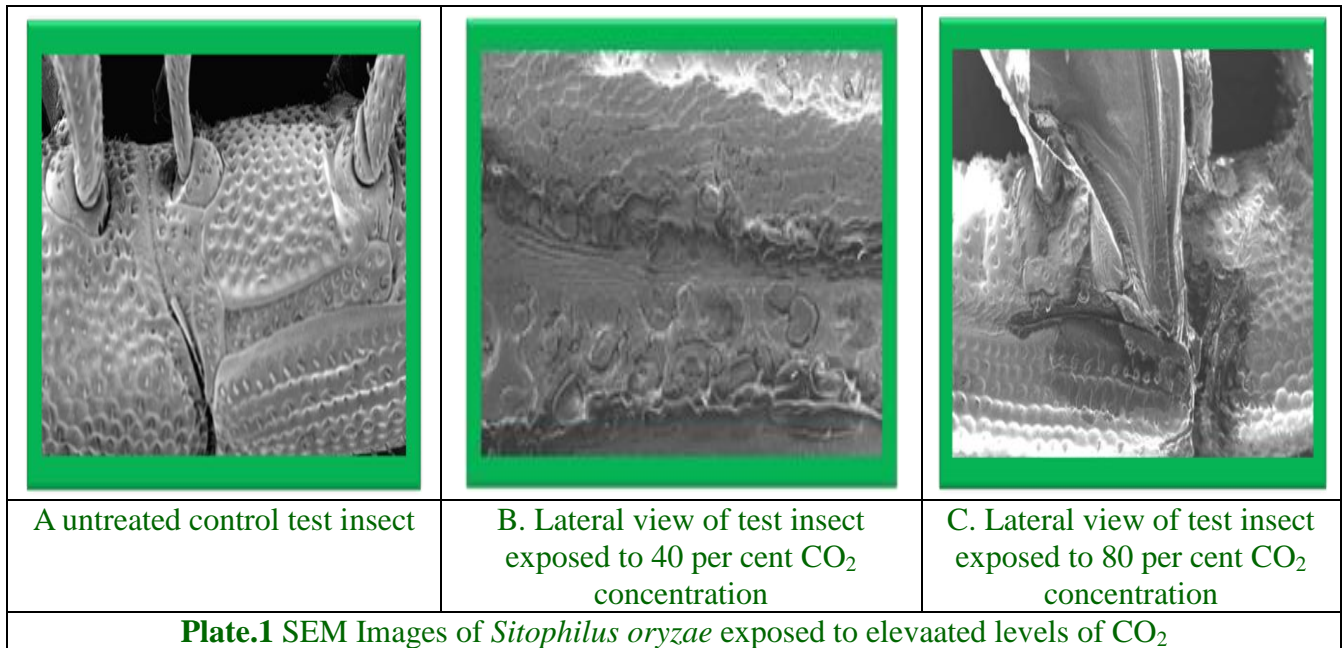 A untreated control test insect
B. Lateral view of test insect
exposed to 40 per cent CO₂
concentration
C. Lateral view of test insect
exposed to 80 per cent CO₂
concentration
Plate.1 SEM Images of Sitophilus oryzae exposed to elevaated levels of CO₂